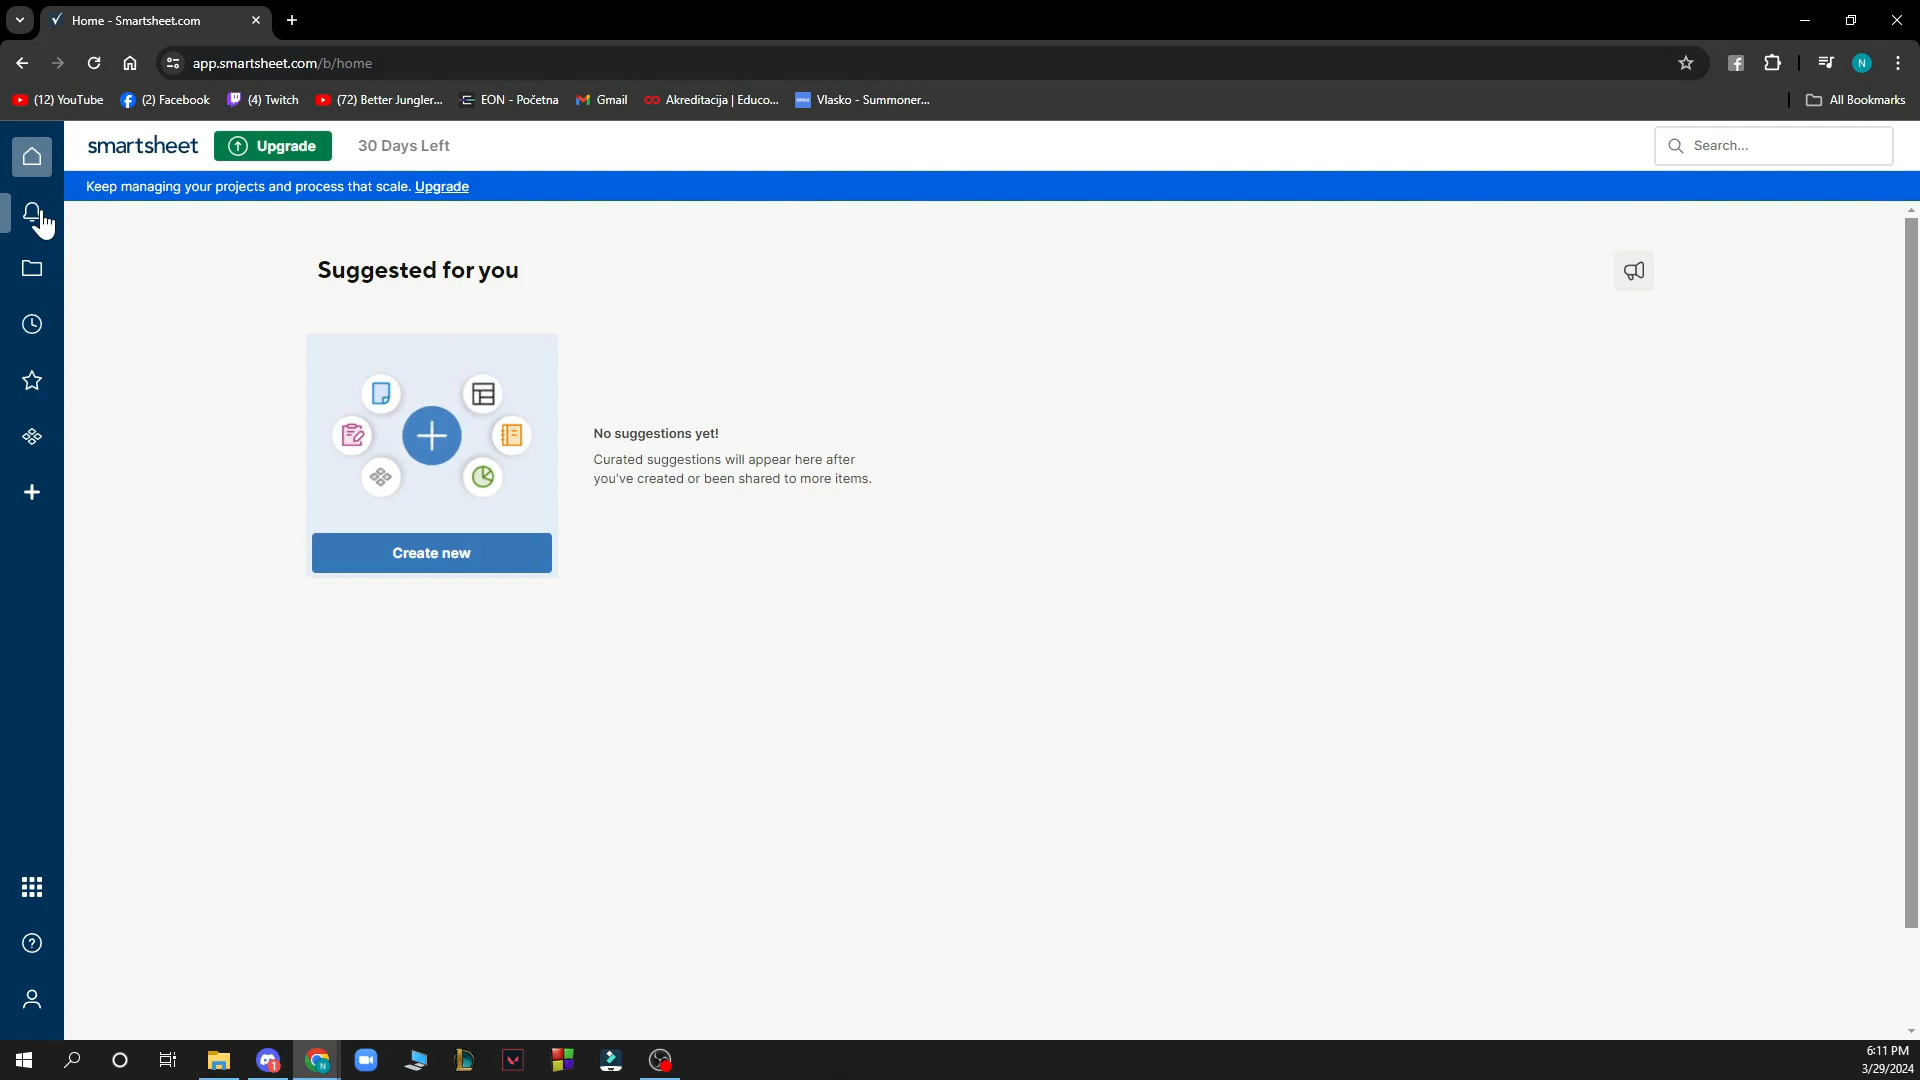 Home - Smartsheet.com
app.smartsheet.com/b/home
(12) YouTube
(2) Facebook
(4) Twitch
(72) Better Jungler...
EON - Početna
Gmail
Akreditacija | Educo...
Vlasko - Summoner...
All Bookmarks
smartsheet
Upgrade
30 Days Left
Search...
Keep managing your projects and process that scale. Upgrade
Suggested for you
No suggestions yet!
Curated suggestions will appear here after
you've created or been shared to more items.
Create new
6:11 PM
3/29/2024